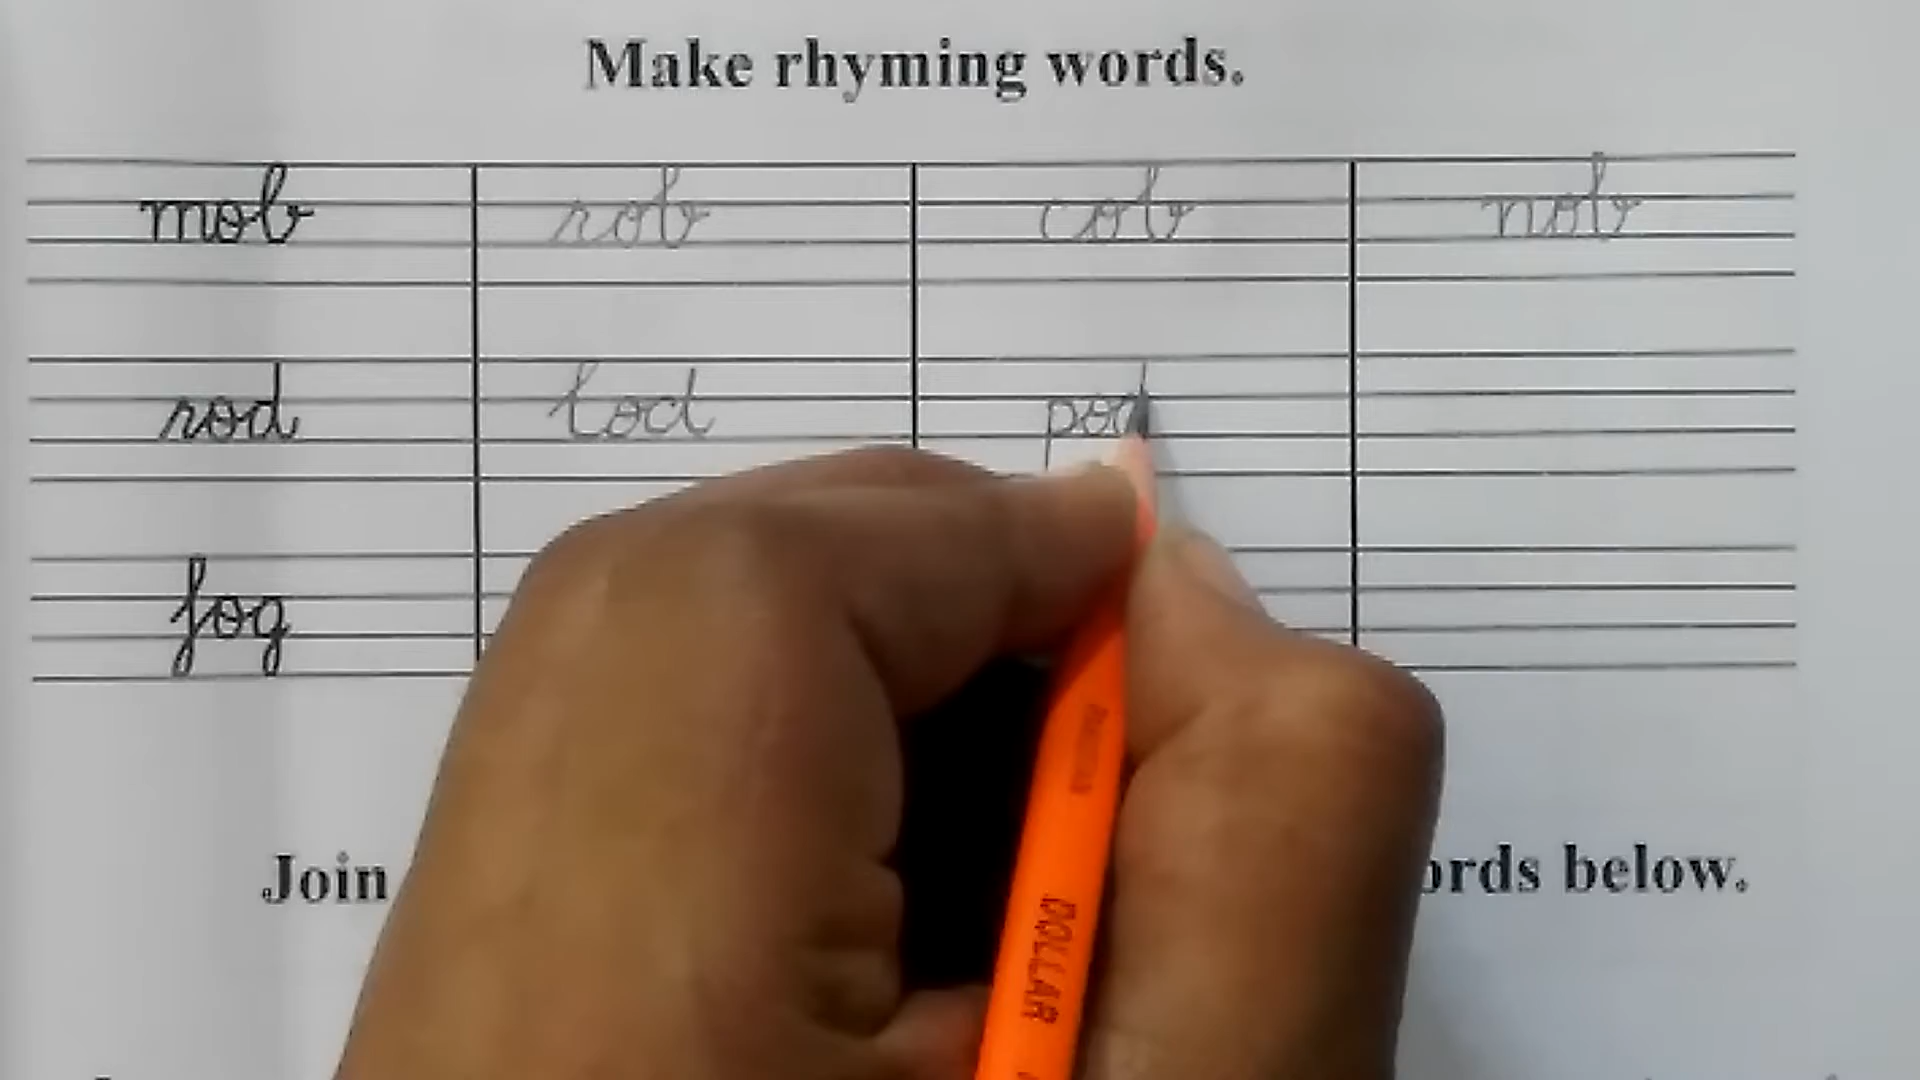 Make rhyming words.
mob rob cob nob
rod lod pod
fog
Join ords below.
DOLLAR